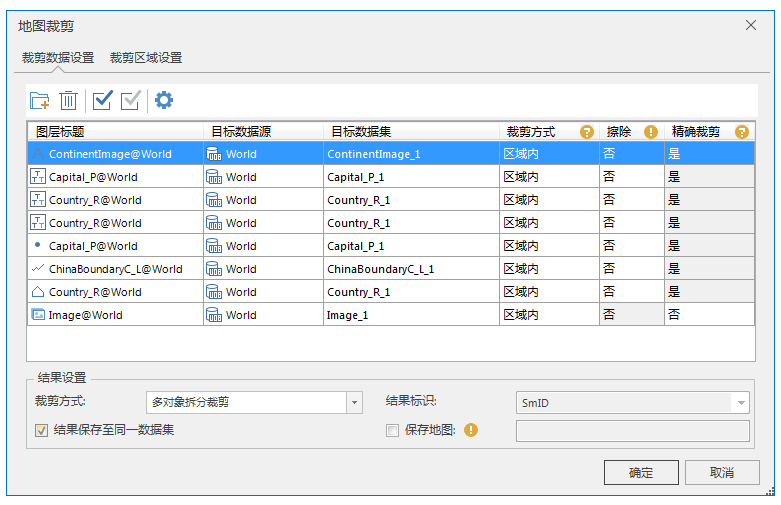 地图裁剪
裁剪数据设置 裁剪区域设置
图层标题 目标数据源 目标数据集 裁剪方式 擦除 精确裁剪
ContinentImage@World World ContinentImage_1 区域内 否 是
Capital_P@World World Capital_P_1 区域内 否 是
Country_R@World World Country_R_1 区域内 否 是
Country_R@World World Country_R_1 区域内 否 是
Capital_P@World World Capital_P_1 区域内 否 是
ChinaBoundaryC_L@World World ChinaBoundaryC_L_1 区域内 否 是
Country_R@World World Country_R_1 区域内 否 是
Image@World World Image_1 区域内 否 否
结果设置
裁剪方式: 多对象拆分裁剪 结果标识: SmID
结果保存至同一数据集 保存地图:
确定 取消